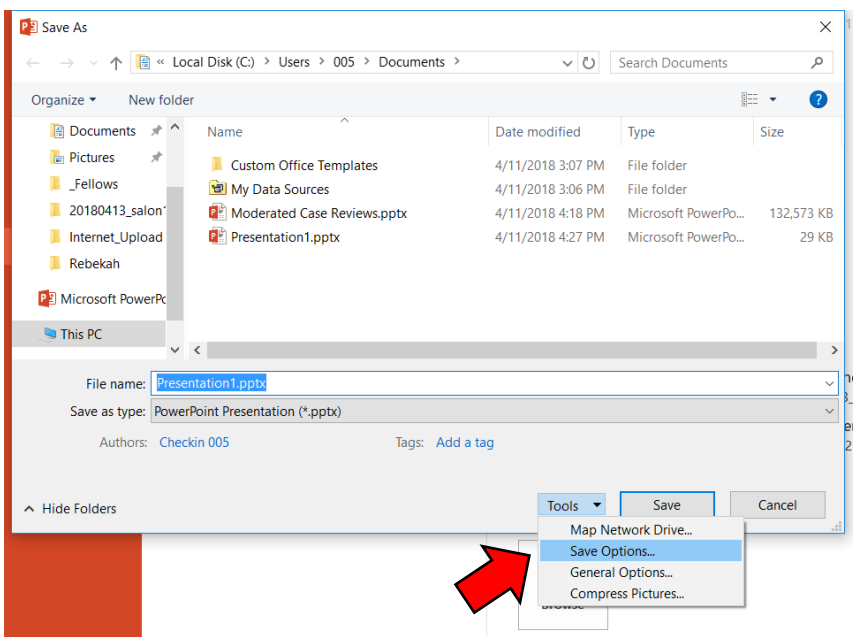 Save As
« Local Disk (C:) > Users > 005 > Documents >
Search Documents
Organize
New folder
Documents
Pictures
_Fellows
20180413_salon1
Internet_Upload
Rebekah
Microsoft PowerPo
This PC
Name Date modified Type Size
Custom Office Templates 4/11/2018 3:07 PM File folder
My Data Sources 4/11/2018 3:06 PM File folder
Moderated Case Reviews.pptx 4/11/2018 4:18 PM Microsoft PowerPo... 132,573 KB
Presentation1.pptx 4/11/2018 4:27 PM Microsoft PowerPo... 29 KB
File name: Presentation1.pptx
Save as type: PowerPoint Presentation (*.pptx)
Authors: Checkin 005 Tags: Add a tag
Hide Folders
Tools Save Cancel
Map Network Drive...
Save Options...
General Options...
Compress Pictures...
Browse